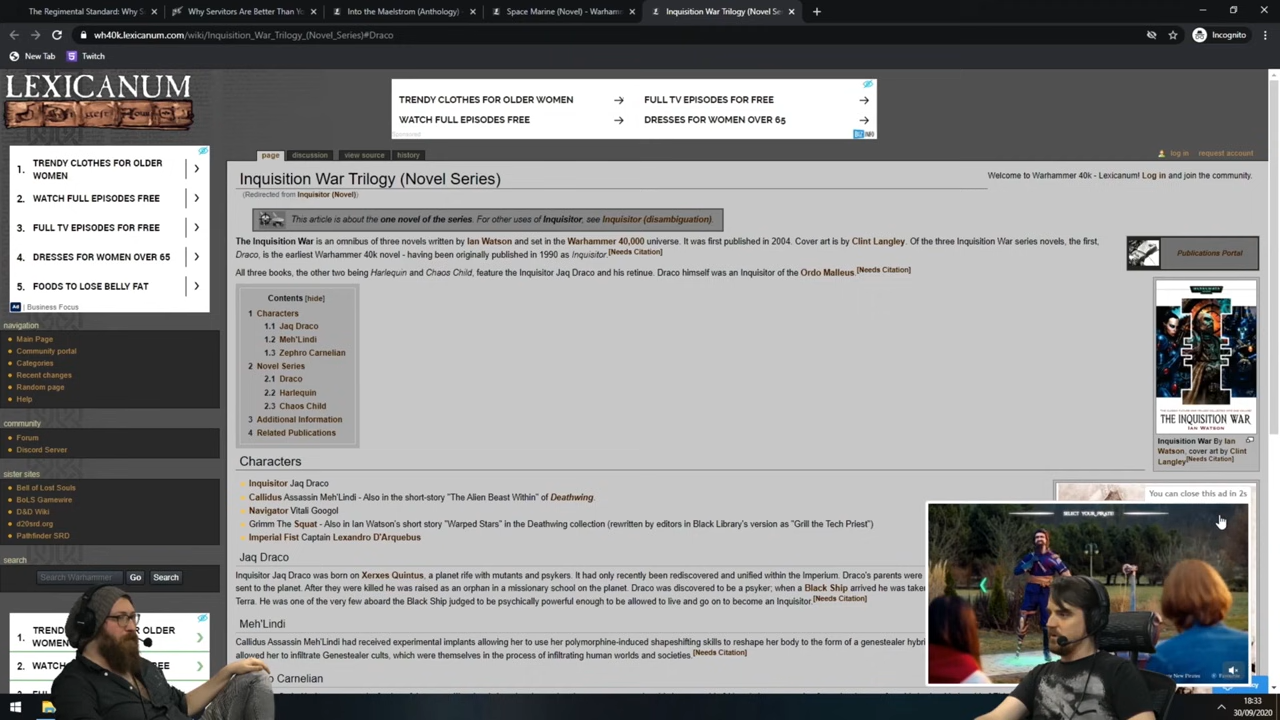 The Regimental Standard: Why S
Why Servitors Are Better Than Yo
Into the Maelstrom (Anthology)
Space Marine (Novel) - Warhamm
Inquisition War Trilogy (Novel Se
wh40k.lexicanum.com/wiki/Inquisition_War_Trilogy_(Novel_Series)#Draco
Incognito
New Tab
Twitch
LEXICANUM
TRENDY CLOTHES FOR OLDER WOMEN
FULL TV EPISODES FOR FREE
WATCH FULL EPISODES FREE
DRESSES FOR WOMEN OVER 65
Sponsored
1. TRENDY CLOTHES FOR OLDER
WOMEN
2. WATCH FULL EPISODES FREE
3. FULL TV EPISODES FOR FREE
4. DRESSES FOR WOMEN OVER 65
5. FOODS TO LOSE BELLY FAT
Ad | Business Focus
page
discussion
view source
history
log in
request account
Inquisition War Trilogy (Novel Series)
(Redirected from Inquisitor (Novel))
Welcome to Warhammer 40k - Lexicanum! Log in and join the community.
This article is about the one novel of the series. For other uses of Inquisitor, see Inquisitor (disambiguation).
The Inquisition War is an omnibus of three novels written by Ian Watson and set in the Warhammer 40,000 universe. It was first published in 2004. Cover art is by Clint Langley. Of the three Inquisition War series novels, the first,
Draco, is the earliest Warhammer 40k novel - having been originally published in 1990 as Inquisitor.[Needs Citation]
All three books, the other two being Harlequin and Chaos Child, feature the Inquisitor Jaq Draco and his retinue. Draco himself was an Inquisitor of the Ordo Malleus.[Needs Citation]
Publications Portal
Contents [hide]
1 Characters
1.1 Jaq Draco
1.2 Meh'Lindi
1.3 Zephro Carnelian
2 Novel Series
2.1 Draco
2.2 Harlequin
2.3 Chaos Child
3 Additional Information
4 Related Publications
THE INQUISITION WAR
IAN WATSON
Inquisition War By Ian
Watson, cover art by Clint
Langley[Needs Citation]
navigation
Main Page
Community portal
Categories
Recent changes
Random page
Help
community
Forum
Discord Server
sister sites
Bell of Lost Souls
BoLS Gamewire
D&D Wiki
d20srd.org
Pathfinder SRD
search
Search Warhammer
Go
Search
1. TREND
OLDER
WOMEN
2. WATCH
EE
3.
Characters
Inquisitor Jaq Draco
Callidus Assassin Meh'Lindi - Also in the short-story "The Alien Beast Within" of Deathwing.
Navigator Vitali Googol
Grimm The Squat - Also in Ian Watson's short story "Warped Stars" in the Deathwing collection (rewritten by editors in Black Library's version as "Grill the Tech Priest")
Imperial Fist Captain Lexandro D'Arquebus
Jaq Draco
Inquisitor Jaq Draco was born on Xerxes Quintus, a planet rife with mutants and psykers. It had only recently been rediscovered and unified within the Imperium. Draco's parents were
sent to the planet. After they were killed he was raised as an orphan in a missionary school on the planet. Draco was discovered to be a psyker; when a Black Ship arrived he was taken
Terra. He was one of the very few aboard the Black Ship judged to be psychically powerful enough to be allowed to live and go on to become an Inquisitor.[Needs Citation]
Meh'Lindi
Callidus Assassin Meh'Lindi had received experimental implants allowing her to use her polymorphine-induced shapeshifting skills to reshape her body to the form of a genestealer hybri
allowed her to infiltrate Genestealer cults, which were themselves in the process of infiltrating human worlds and societies.[Needs Citation]
o Carnelian
You can close this ad in 2s
SELECT YOUR PIRATE
18:33
30/09/2020